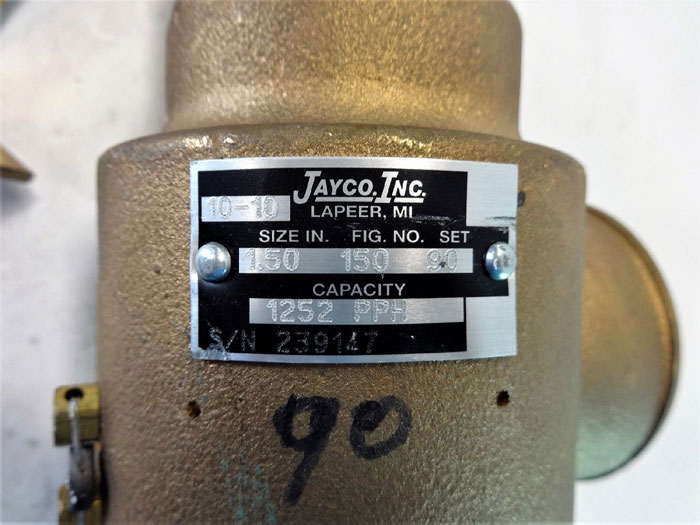 JAYCO. INC.
10-10
LAPEER, MI
SIZE IN. FIG. NO. SET
1.50 150 90
CAPACITY
1252 PPH
S/N 239147
90